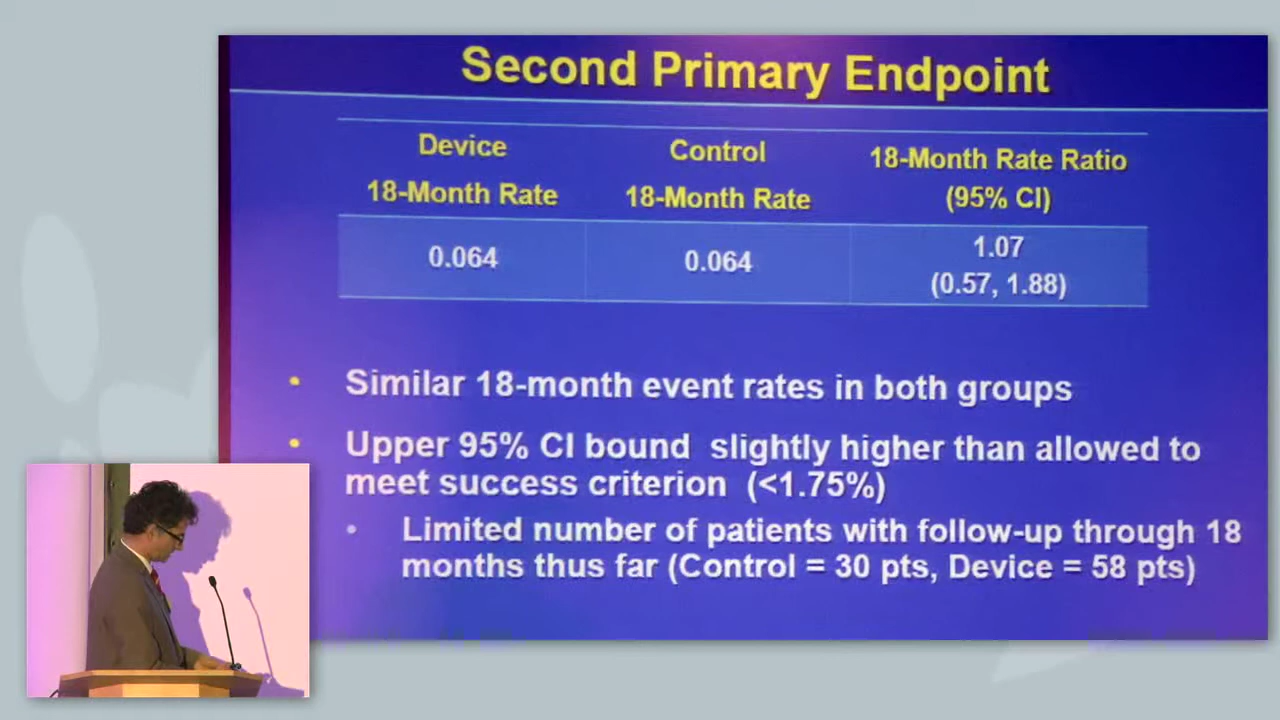 Second Primary Endpoint
Device
18-Month Rate
Control
18-Month Rate
18-Month Rate Ratio
(95% CI)
0.064
0.064
1.07
(0.57, 1.88)
• Similar 18-month event rates in both groups
• Upper 95% CI bound slightly higher than allowed to
meet success criterion (<1.75%)
• Limited number of patients with follow-up through 18
months thus far (Control = 30 pts, Device = 58 pts)